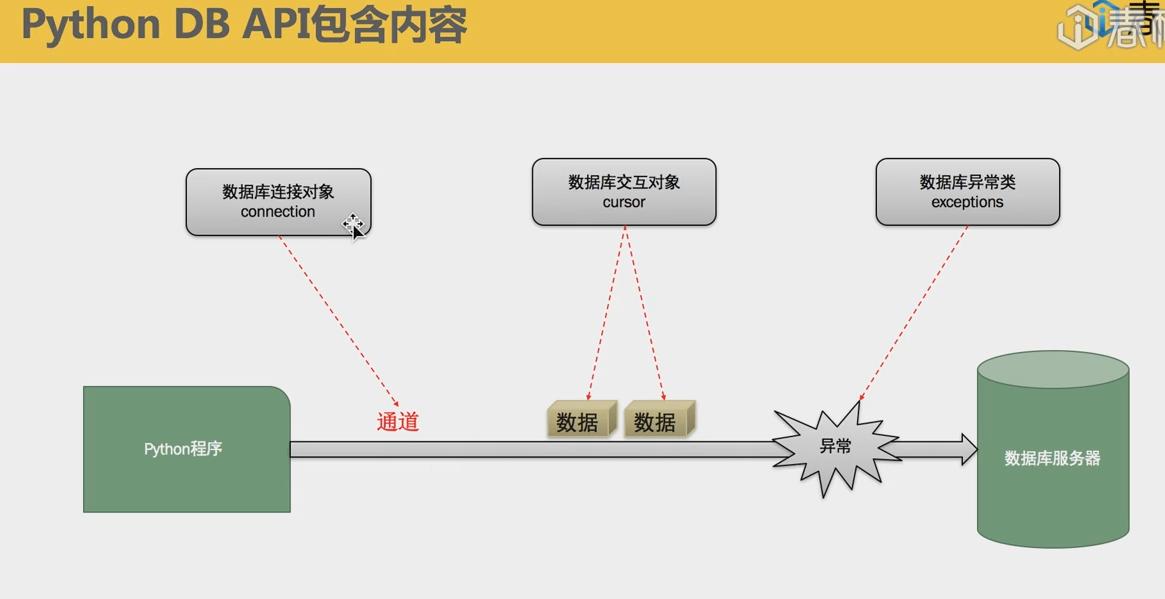 Python DB API包含内容
数据库连接对象
connection
数据库交互对象
cursor
数据库异常类
exceptions
通道
数据
数据
异常
Python程序
数据库服务器